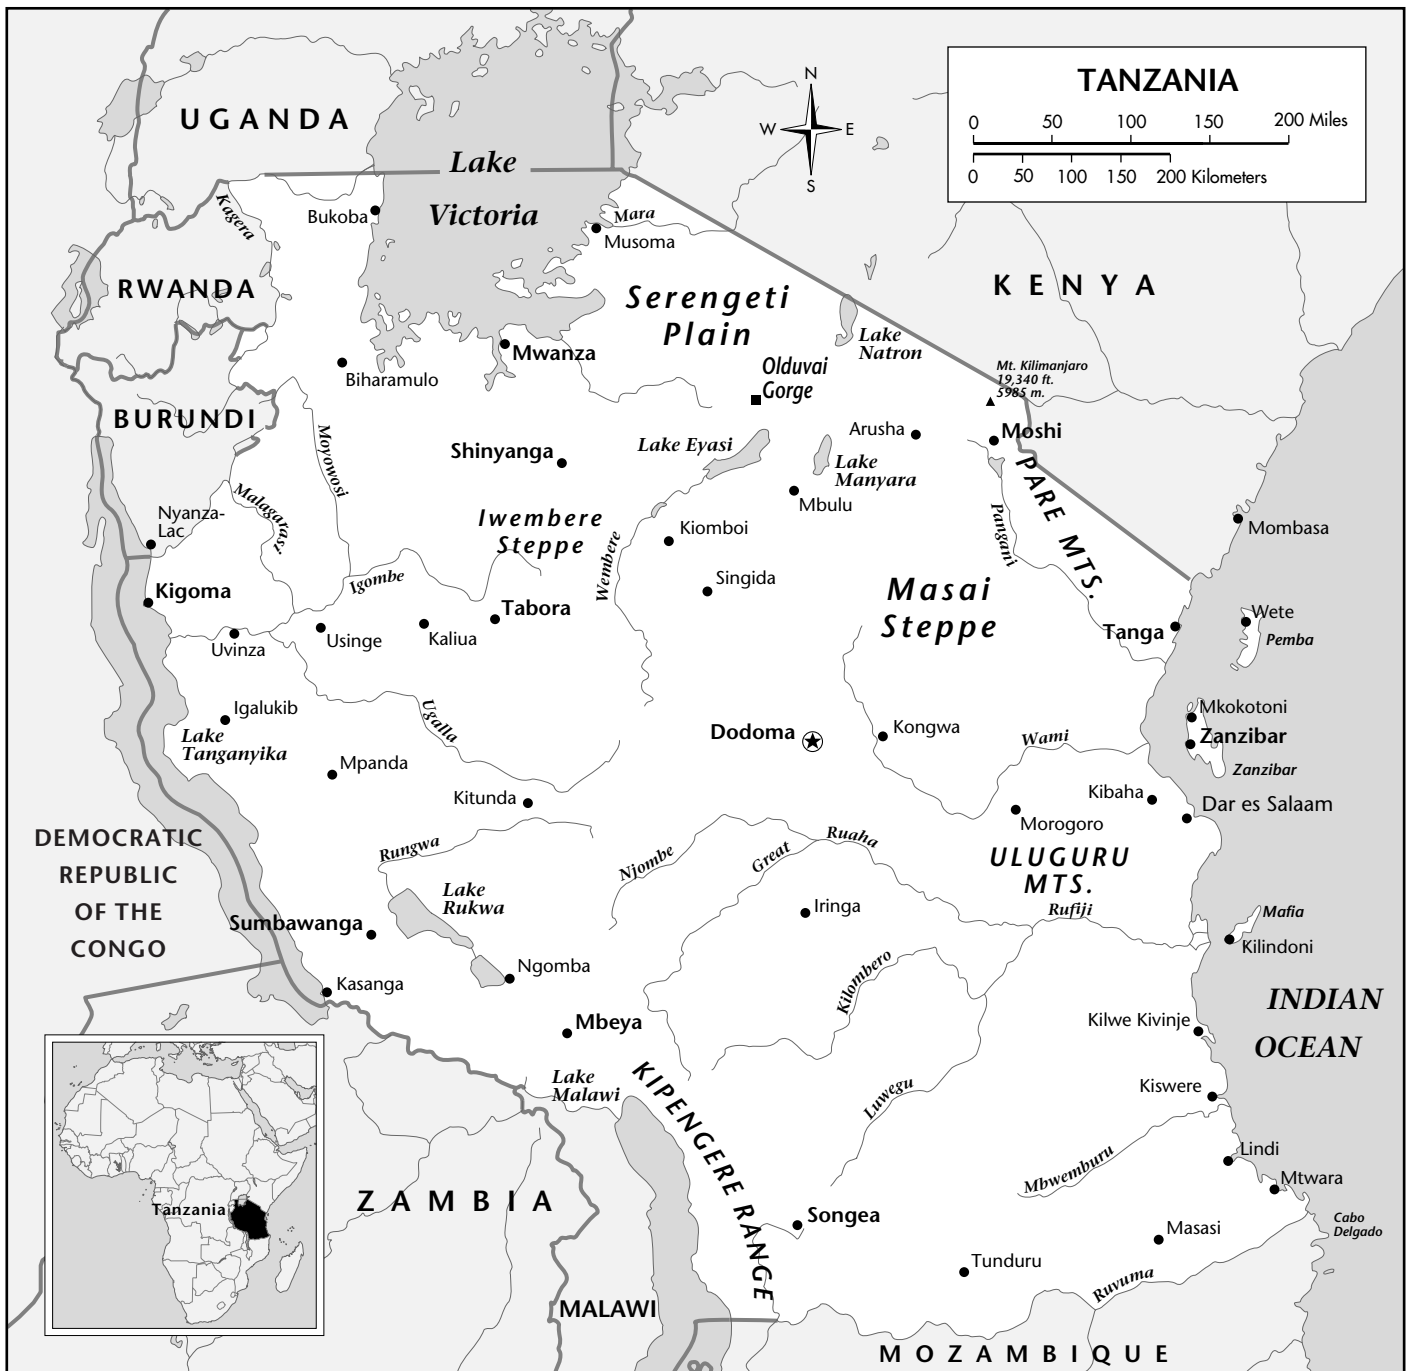 TANZANIA
0 50 100 150 200 Miles
0 50 100 150 200 Kilometers
N
W E
S
UGANDA
Lake
Victoria
Kagera
Bukoba
Mara
Musoma
RWANDA
KENYA
Serengeti
Plain
Lake
Natron
Mwanza
Biharamulo
Olduvai
Gorge
Mt. Kilimanjaro
19,340 ft.
5985 m.
BURUNDI
Moyowosi
Shinyanga
Lake Eyasi
Arusha
Moshi
Lake
Manyara
Mbulu
PARE MTS.
Pangani
Malagarasi
Nyanza-
Lac
Iwembere
Steppe
Wembere
Kiomboi
Mombasa
Kigoma
Igombe
Singida
Masai
Steppe
Tabora
Uvinza
Usinge
Kaliua
Tanga
Wete
Pemba
Igalukib
Lake
Tanganyika
Ugalla
Dodoma
Kongwa
Wami
Mkokotoni
Zanzibar
Zanzibar
Mpanda
Kitunda
Kibaha
Dar es Salaam
Morogoro
DEMOCRATIC
REPUBLIC
OF THE
CONGO
Rungwa
Njombe
Great
Ruaha
ULUGURU
MTS.
Lake
Rukwa
Iringa
Rufiji
Mafia
Kilindoni
Sumbawanga
Ngomba
Kasanga
Kilombero
INDIAN
OCEAN
Mbeya
Kilwe Kivinje
Lake
Malawi
KIPENGERE RANGE
Luwegu
Kiswere
Lindi
Mbwemburu
Mtwara
ZAMBIA
Songea
Masasi
Cabo
Delgado
Tunduru
Ruvuma
MALAWI
MOZAMBIQUE
Tanzania